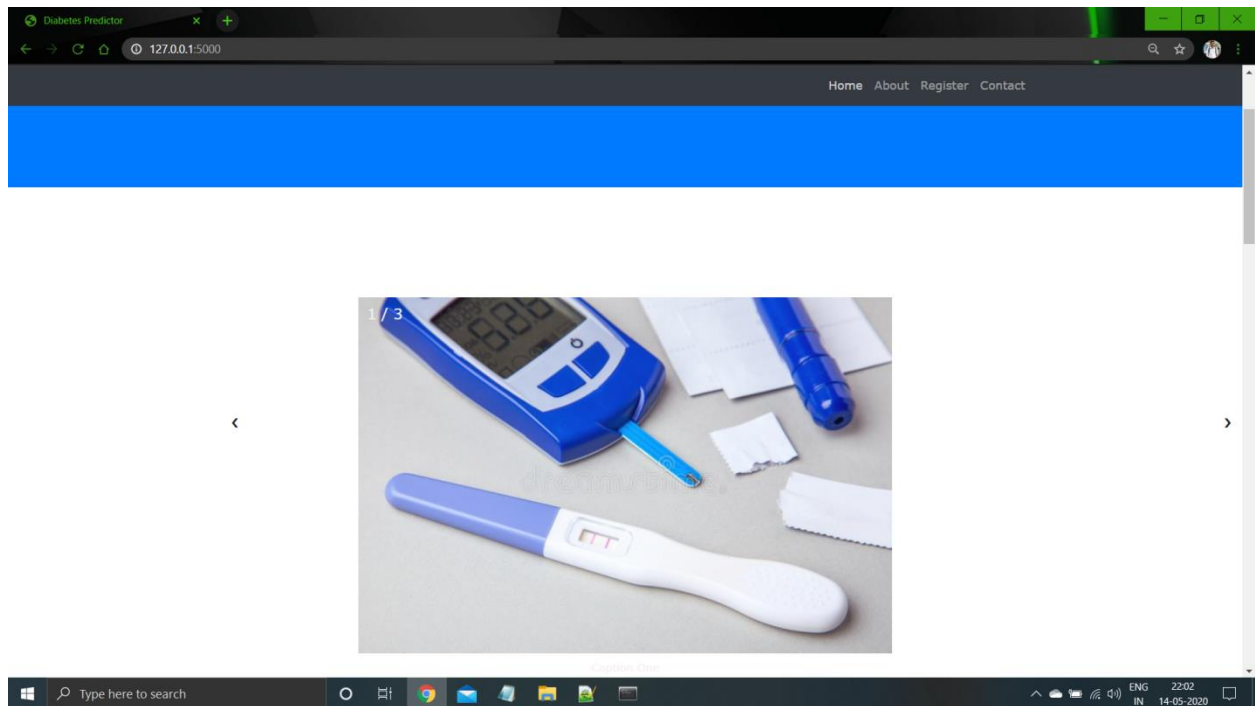 Diabetes Predictor
127.0.0.1:5000
Home About Register Contact
1 / 3
Caption One
Type here to search
ENG
IN
22:02
14-05-2020